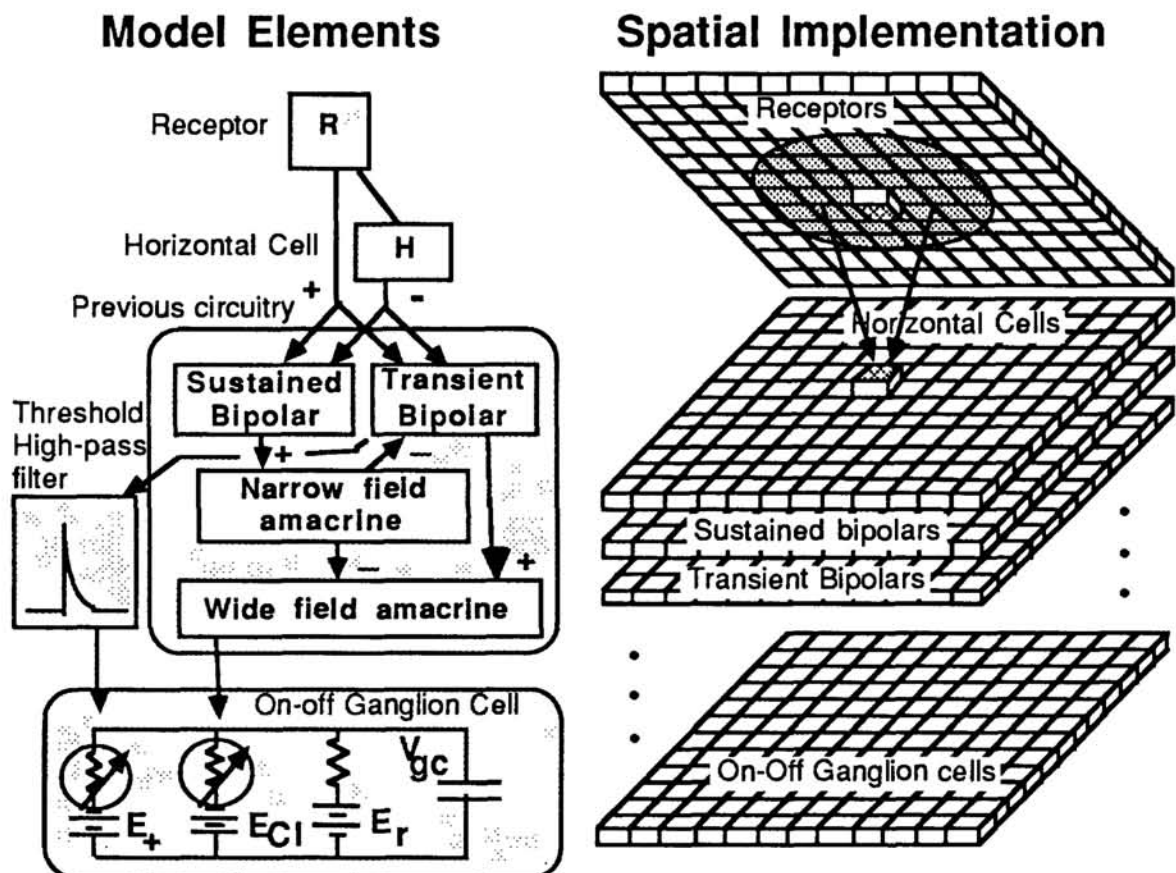 Model Elements
Receptor
R
Horizontal Cell
H
Previous circuitry
+
-
Sustained
Bipolar
Transient
Bipolar
Threshold
High-pass
filter
+
–
Narrow field
amacrine
–
+
Wide field amacrine
On-off Ganglion Cell
E+
ECl
Er
Vgc
Spatial Implementation
Receptors
Horizontal Cells
Sustained bipolars
Transient Bipolars
On-Off Ganglion cells